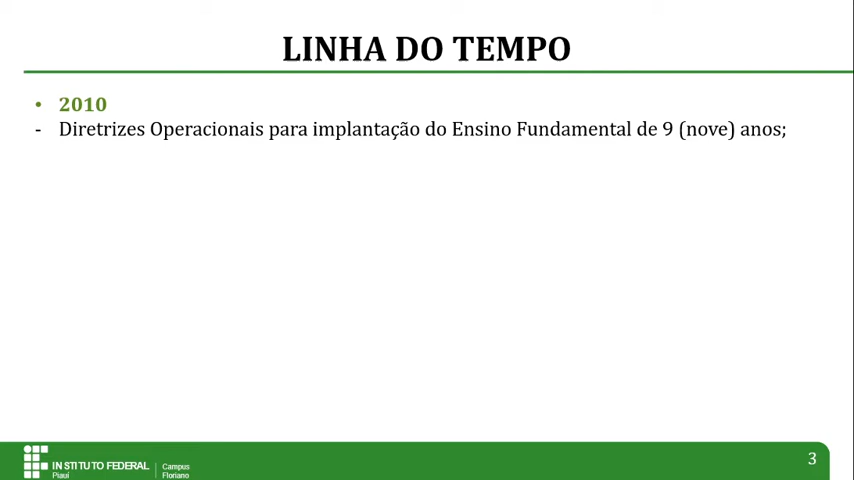 LINHA DO TEMPO
• 2010
- Diretrizes Operacionais para implantação do Ensino Fundamental de 9 (nove) anos;
INSTITUTO FEDERAL
Piauí
Campus
Floriano
3